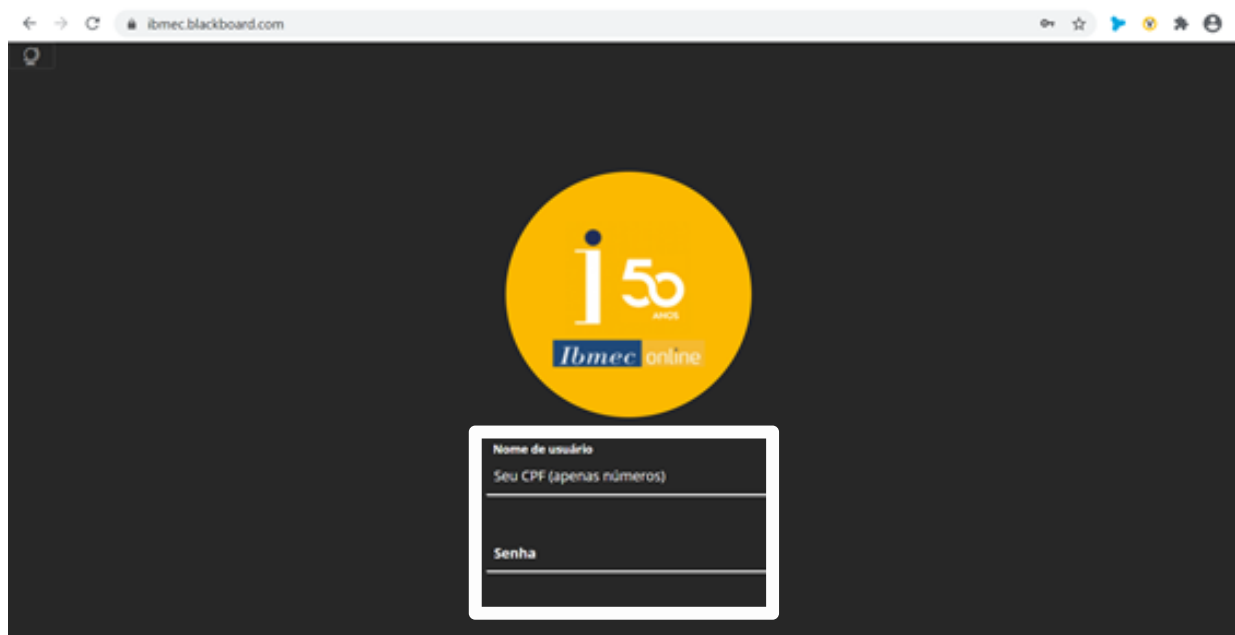 ibmec.blackboard.com
i 50
ANOS
Ibmec online
Nome de usuário
Seu CPF (apenas números)
Senha